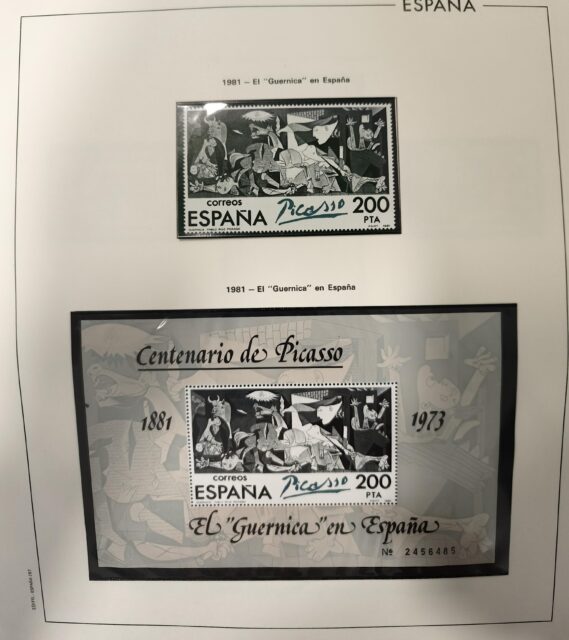 ESPAÑA
1981 – El "Guernica" en España
correos
ESPAÑA Picasso 200
PTA
1981 – El "Guernica" en España
Centenario de Picasso
1881 1973
correos
ESPAÑA Picasso 200
PTA
El "Guernica" en España
No 2456485